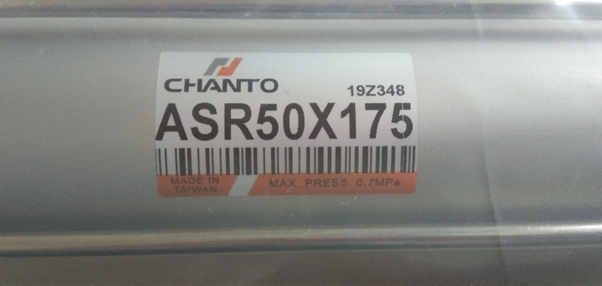 CHANTO 19Z348
ASR50X175
MADE IN
TAIWAN
MAX. PRESS. 0.7MPa